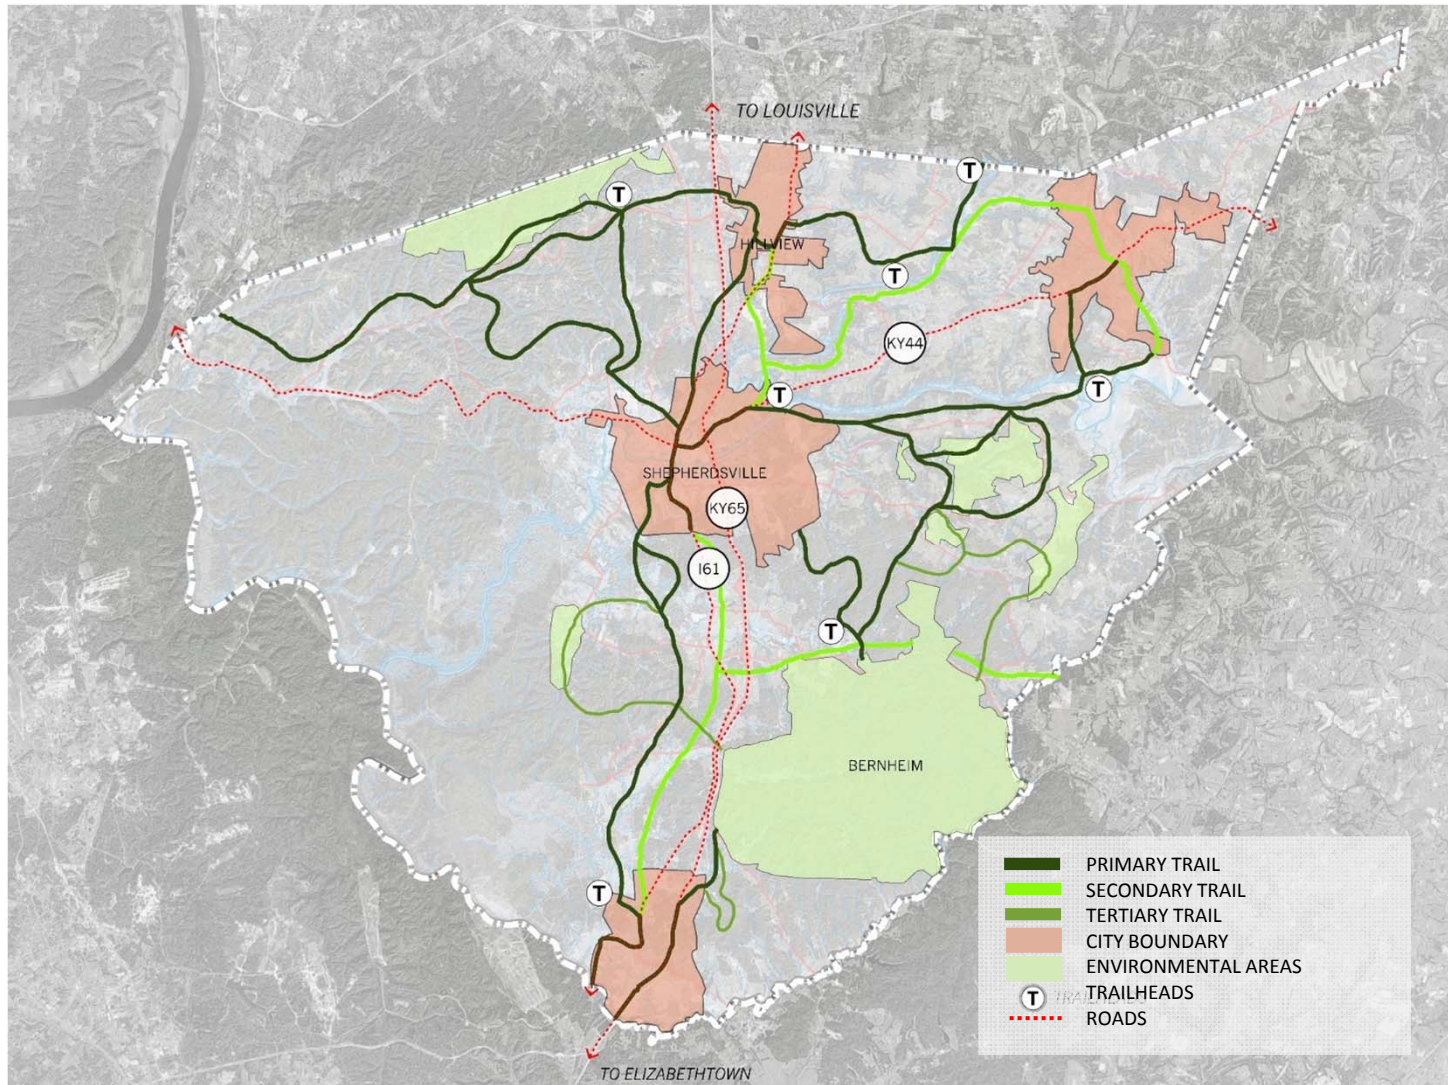 TO LOUISVILLE
T
T
HILLVIEW
T
KY44
T
T
SHEPHERDSVILLE
KY65
I61
T
BERNHEIM
T
PRIMARY TRAIL
SECONDARY TRAIL
TERTIARY TRAIL
CITY BOUNDARY
ENVIRONMENTAL AREAS
T TRAILHEADS
ROADS
TO ELIZABETHTOWN